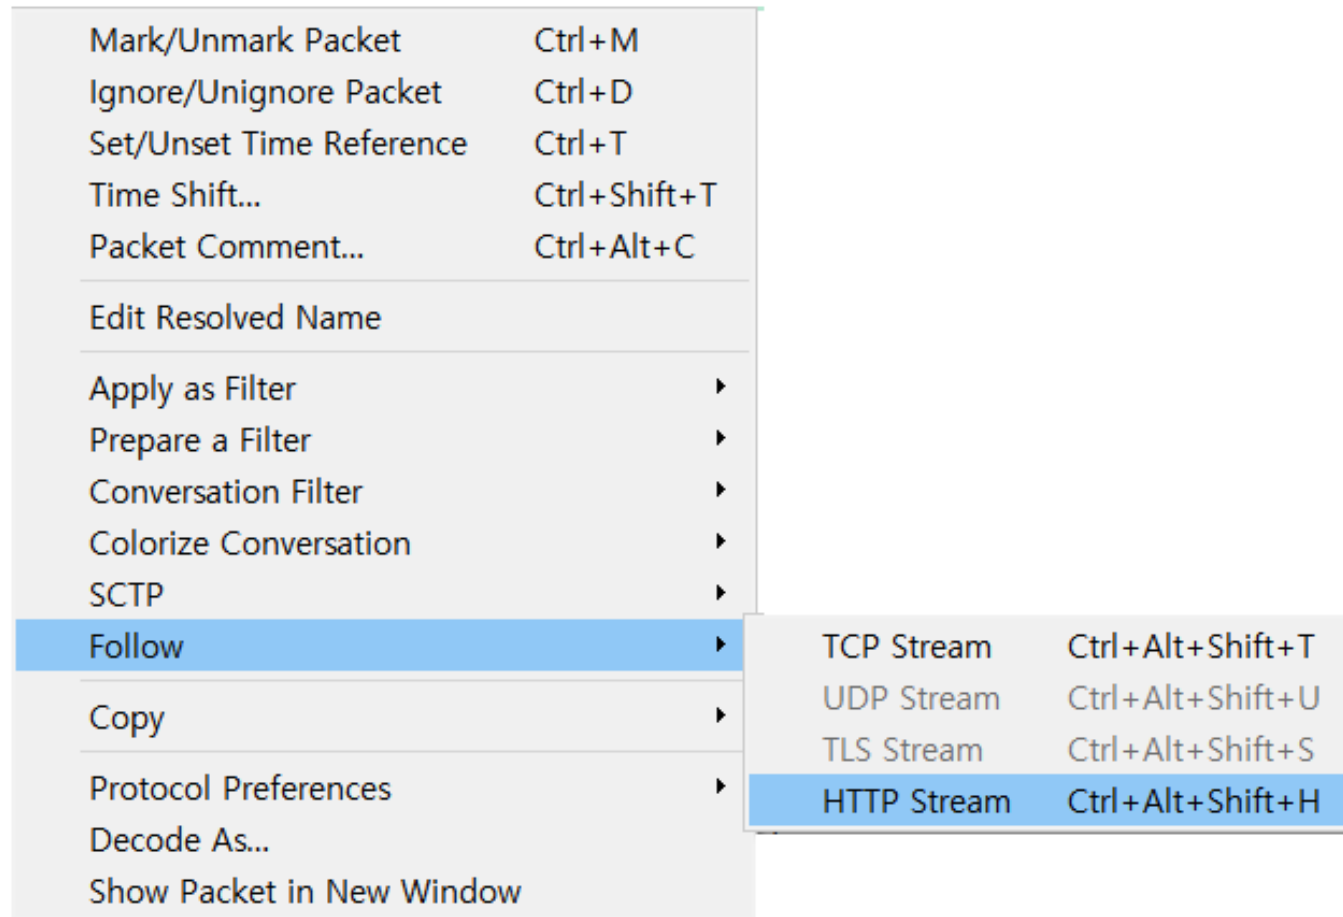 Mark/Unmark Packet Ctrl+M
Ignore/Unignore Packet Ctrl+D
Set/Unset Time Reference Ctrl+T
Time Shift... Ctrl+Shift+T
Packet Comment... Ctrl+Alt+C
Edit Resolved Name
Apply as Filter
Prepare a Filter
Conversation Filter
Colorize Conversation
SCTP
Follow
Copy
Protocol Preferences
Decode As...
Show Packet in New Window
TCP Stream Ctrl+Alt+Shift+T
UDP Stream Ctrl+Alt+Shift+U
TLS Stream Ctrl+Alt+Shift+S
HTTP Stream Ctrl+Alt+Shift+H